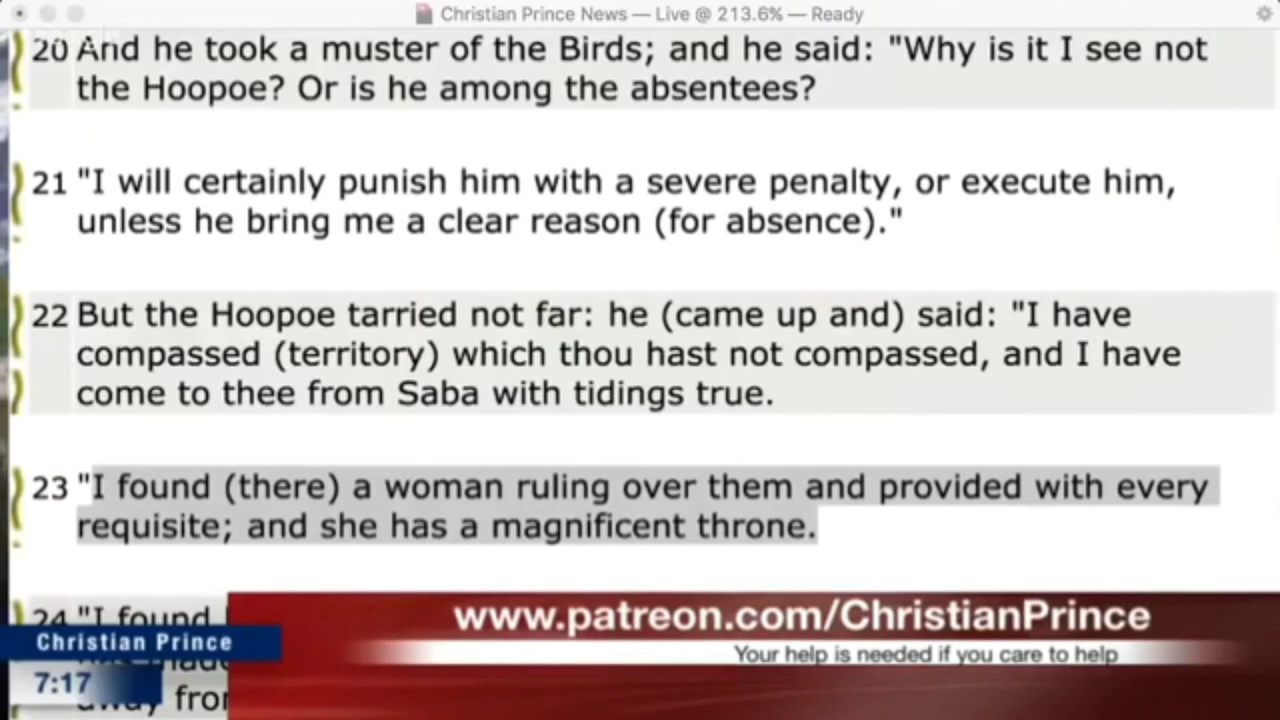 Christian Prince News — Live @ 213.6% — Ready
20 And he took a muster of the Birds; and he said: "Why is it I see not
the Hoopoe? Or is he among the absentees?
21 "I will certainly punish him with a severe penalty, or execute him,
unless he bring me a clear reason (for absence)."
22 But the Hoopoe tarried not far: he (came up and) said: "I have
compassed (territory) which thou hast not compassed, and I have
come to thee from Saba with tidings true.
23 "I found (there) a woman ruling over them and provided with every
requisite; and she has a magnificent throne.
24 "I found
www.patreon.com/ChristianPrince
Christian Prince
Your help is needed if you care to help
7:17
away